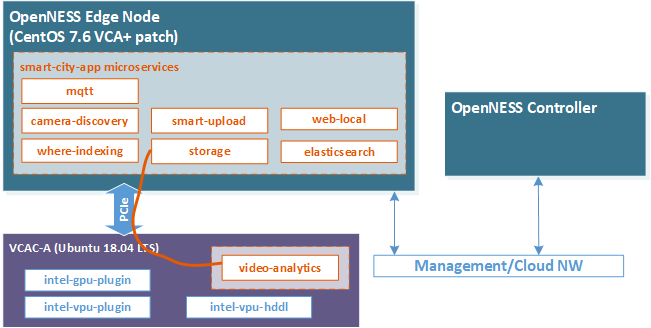 OpenNESS Edge Node
(CentOS 7.6 VCA+ patch)
smart-city-app microservices
mqtt
camera-discovery
smart-upload
web-local
where-indexing
storage
elasticsearch
OpenNESS Controller
PCIe
VCAC-A (Ubuntu 18.04 LTS)
video-analytics
intel-gpu-plugin
intel-vpu-plugin
intel-vpu-hddl
Management/Cloud NW